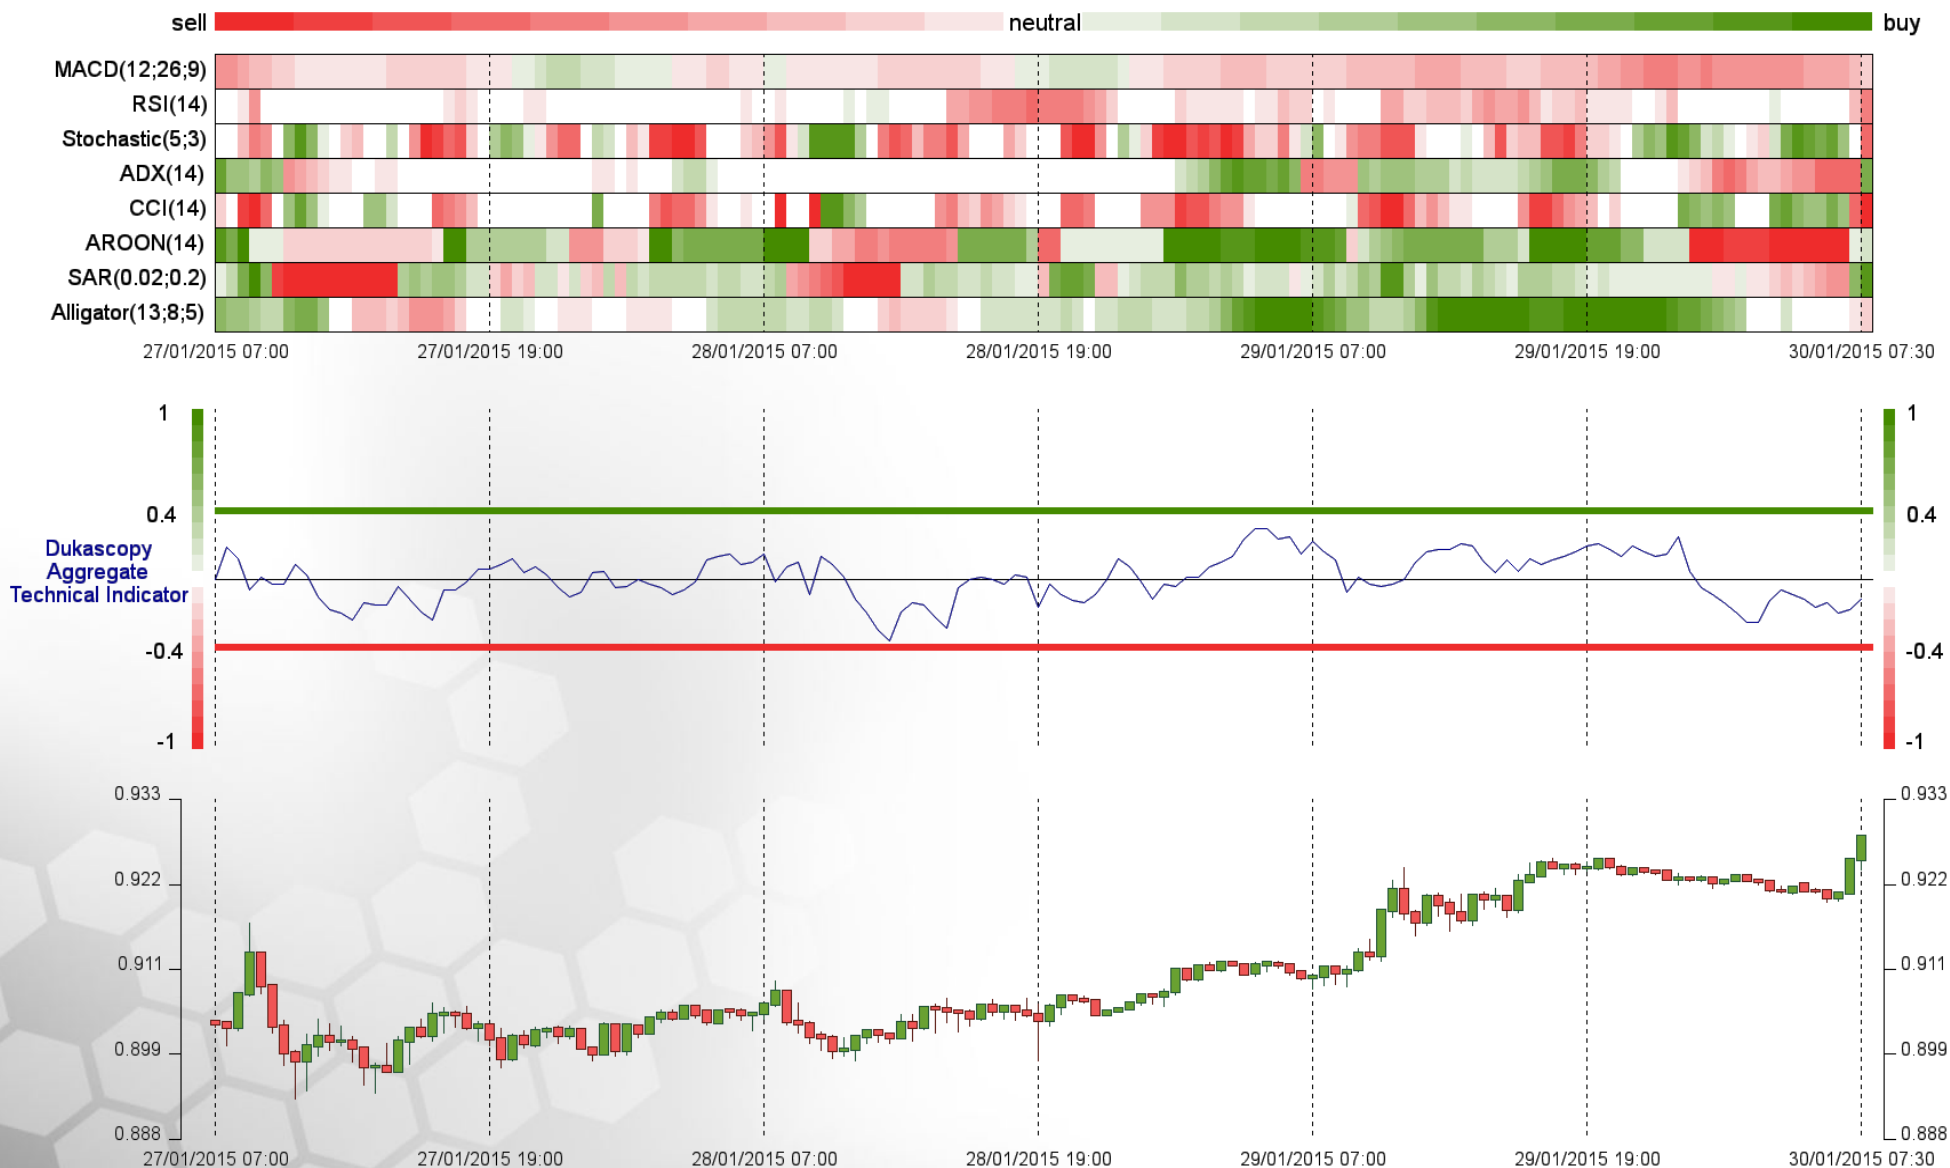 sell neutral buy
MACD(12;26;9)
RSI(14)
Stochastic(5;3)
ADX(14)
CCI(14)
AROON(14)
SAR(0.02;0.2)
Alligator(13;8;5)
27/01/2015 07:00 27/01/2015 19:00 28/01/2015 07:00 28/01/2015 19:00 29/01/2015 07:00 29/01/2015 19:00 30/01/2015 07:30
1 1
0.4 0.4
Dukascopy
Aggregate
Technical Indicator
-0.4 -0.4
-1 -1
0.933 0.933
0.922 0.922
0.911 0.911
0.899 0.899
0.888 0.888
27/01/2015 07:00 27/01/2015 19:00 28/01/2015 07:00 28/01/2015 19:00 29/01/2015 07:00 29/01/2015 19:00 30/01/2015 07:30